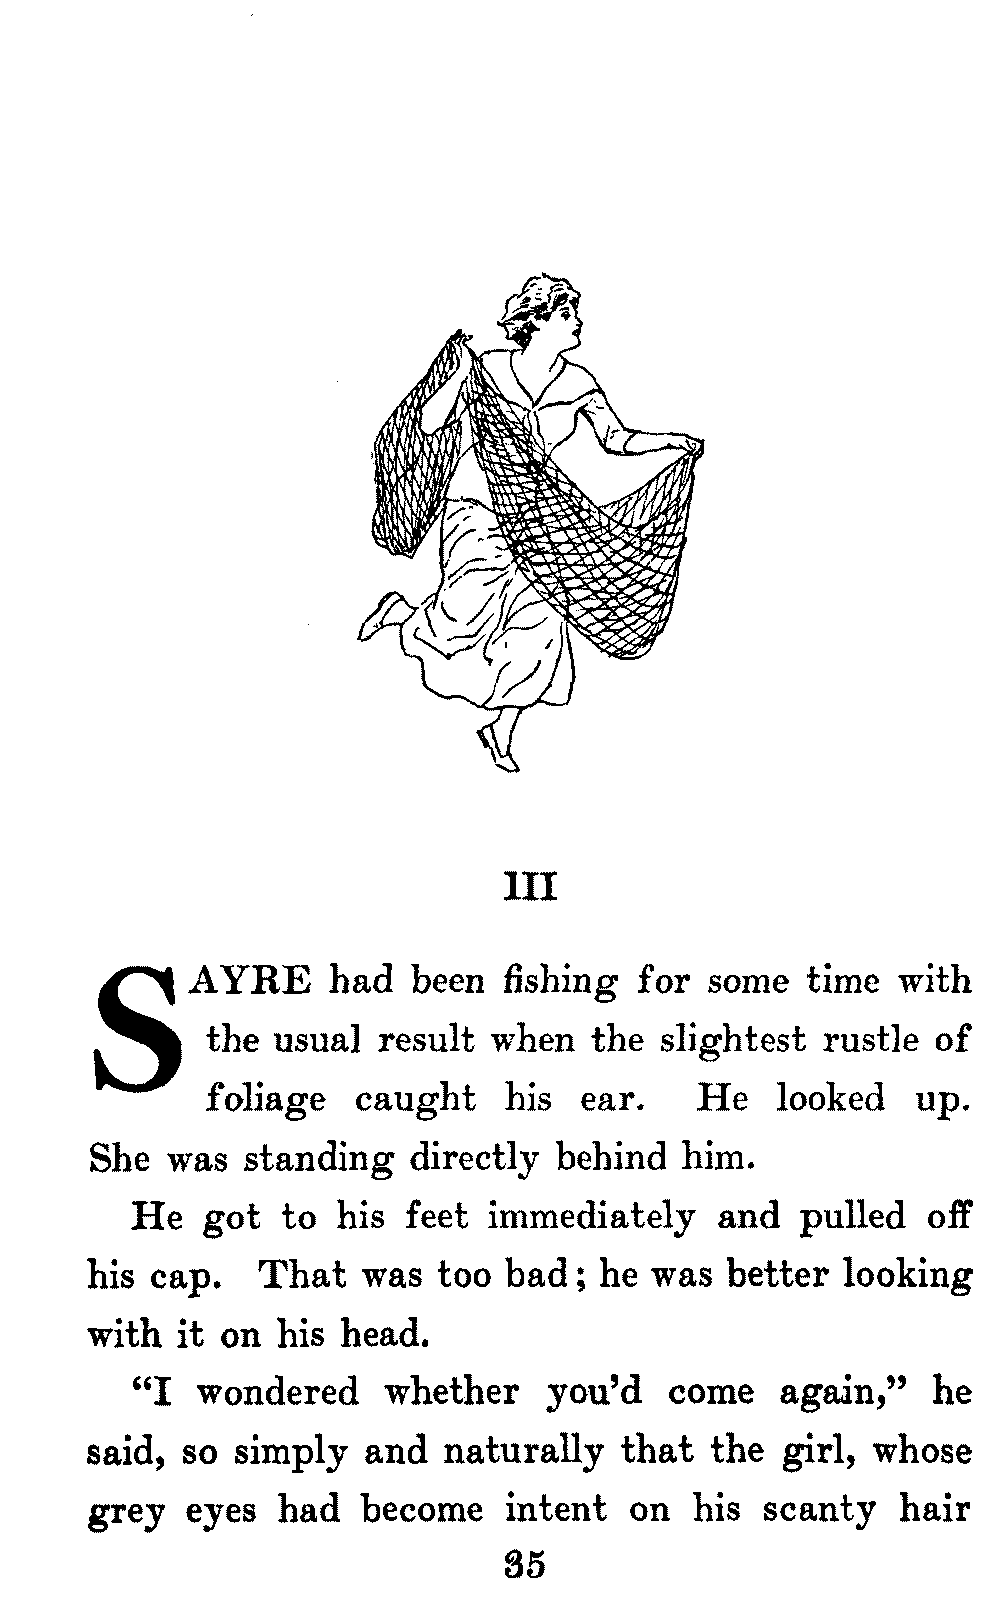 III
SAYRE had been fishing for some time with
the usual result when the slightest rustle of
foliage caught his ear. He looked up.
She was standing directly behind him.
He got to his feet immediately and pulled off
his cap. That was too bad; he was better looking
with it on his head.
“I wondered whether you’d come again,” he
said, so simply and naturally that the girl, whose
grey eyes had become intent on his scanty hair
35